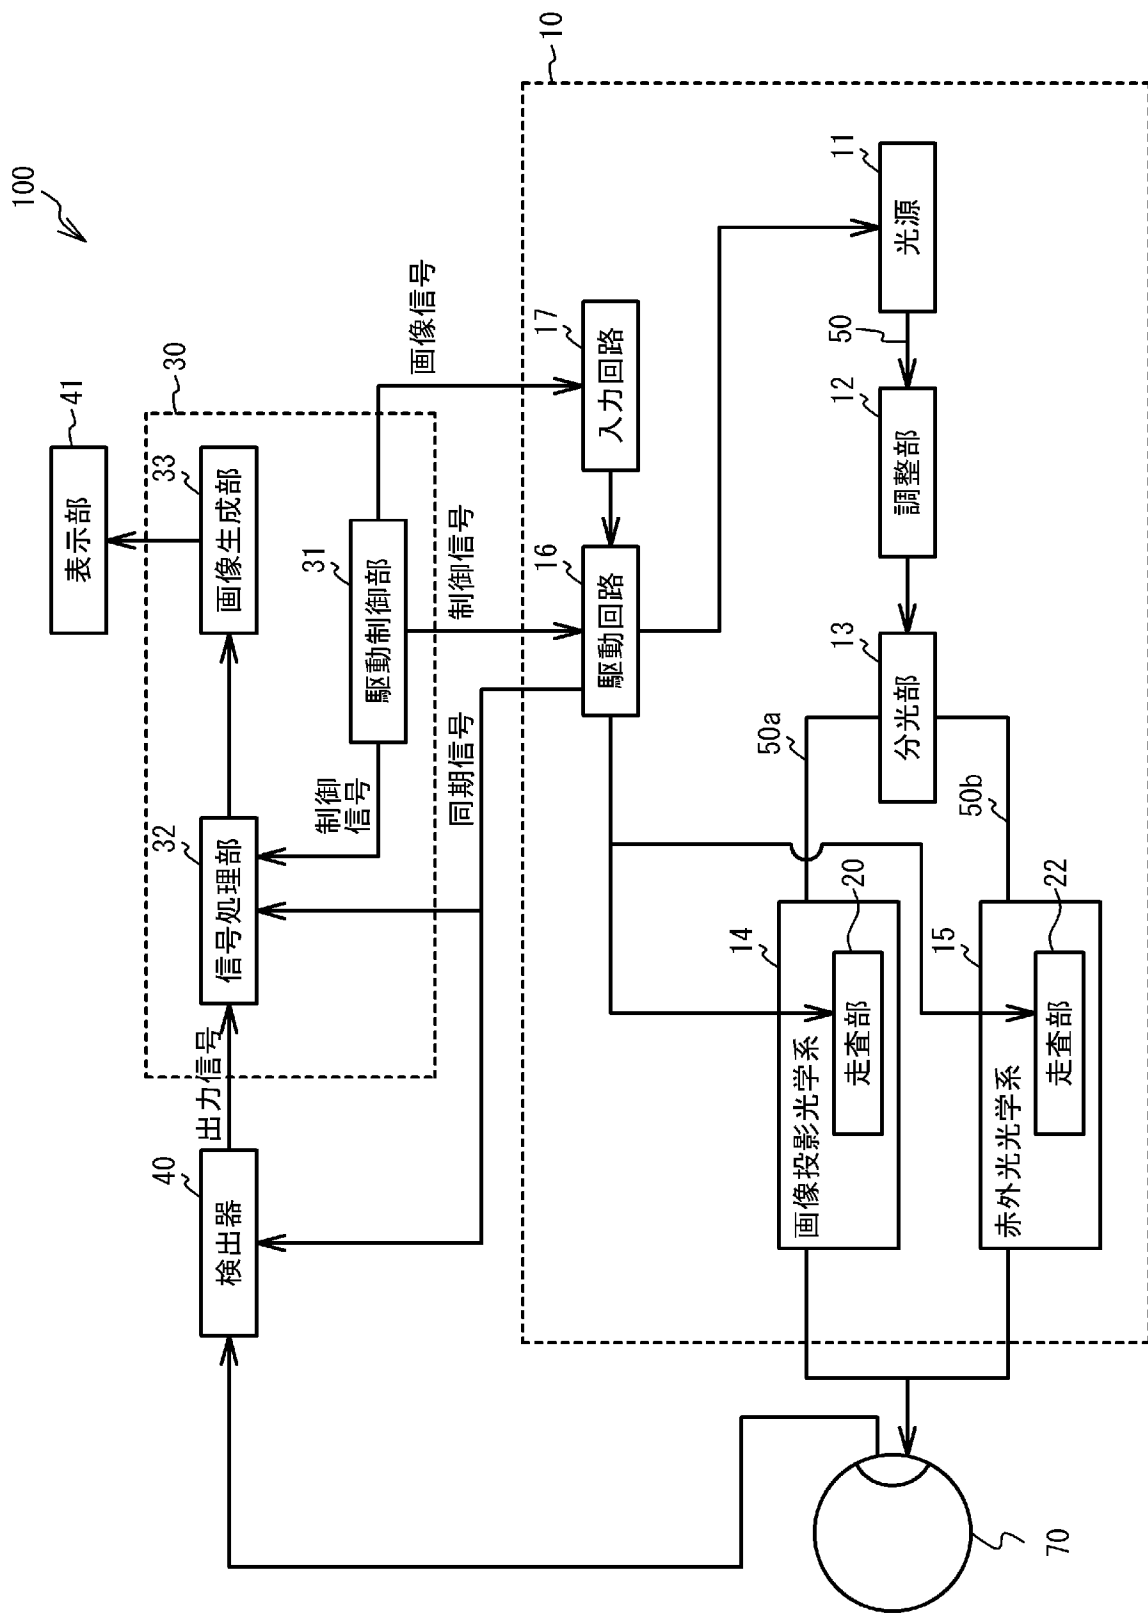 100
表示部
41
30
画像生成部
33
信号処理部
32
駆動制御部
31
制御
信号
制御信号
画像信号
同期信号
出力信号
検出器
40
10
入力回路
17
駆動回路
16
光源
11
50
調整部
12
分光部
13
50a
50b
画像投影光学系
14
走査部
20
赤外光光学系
15
走査部
22
70